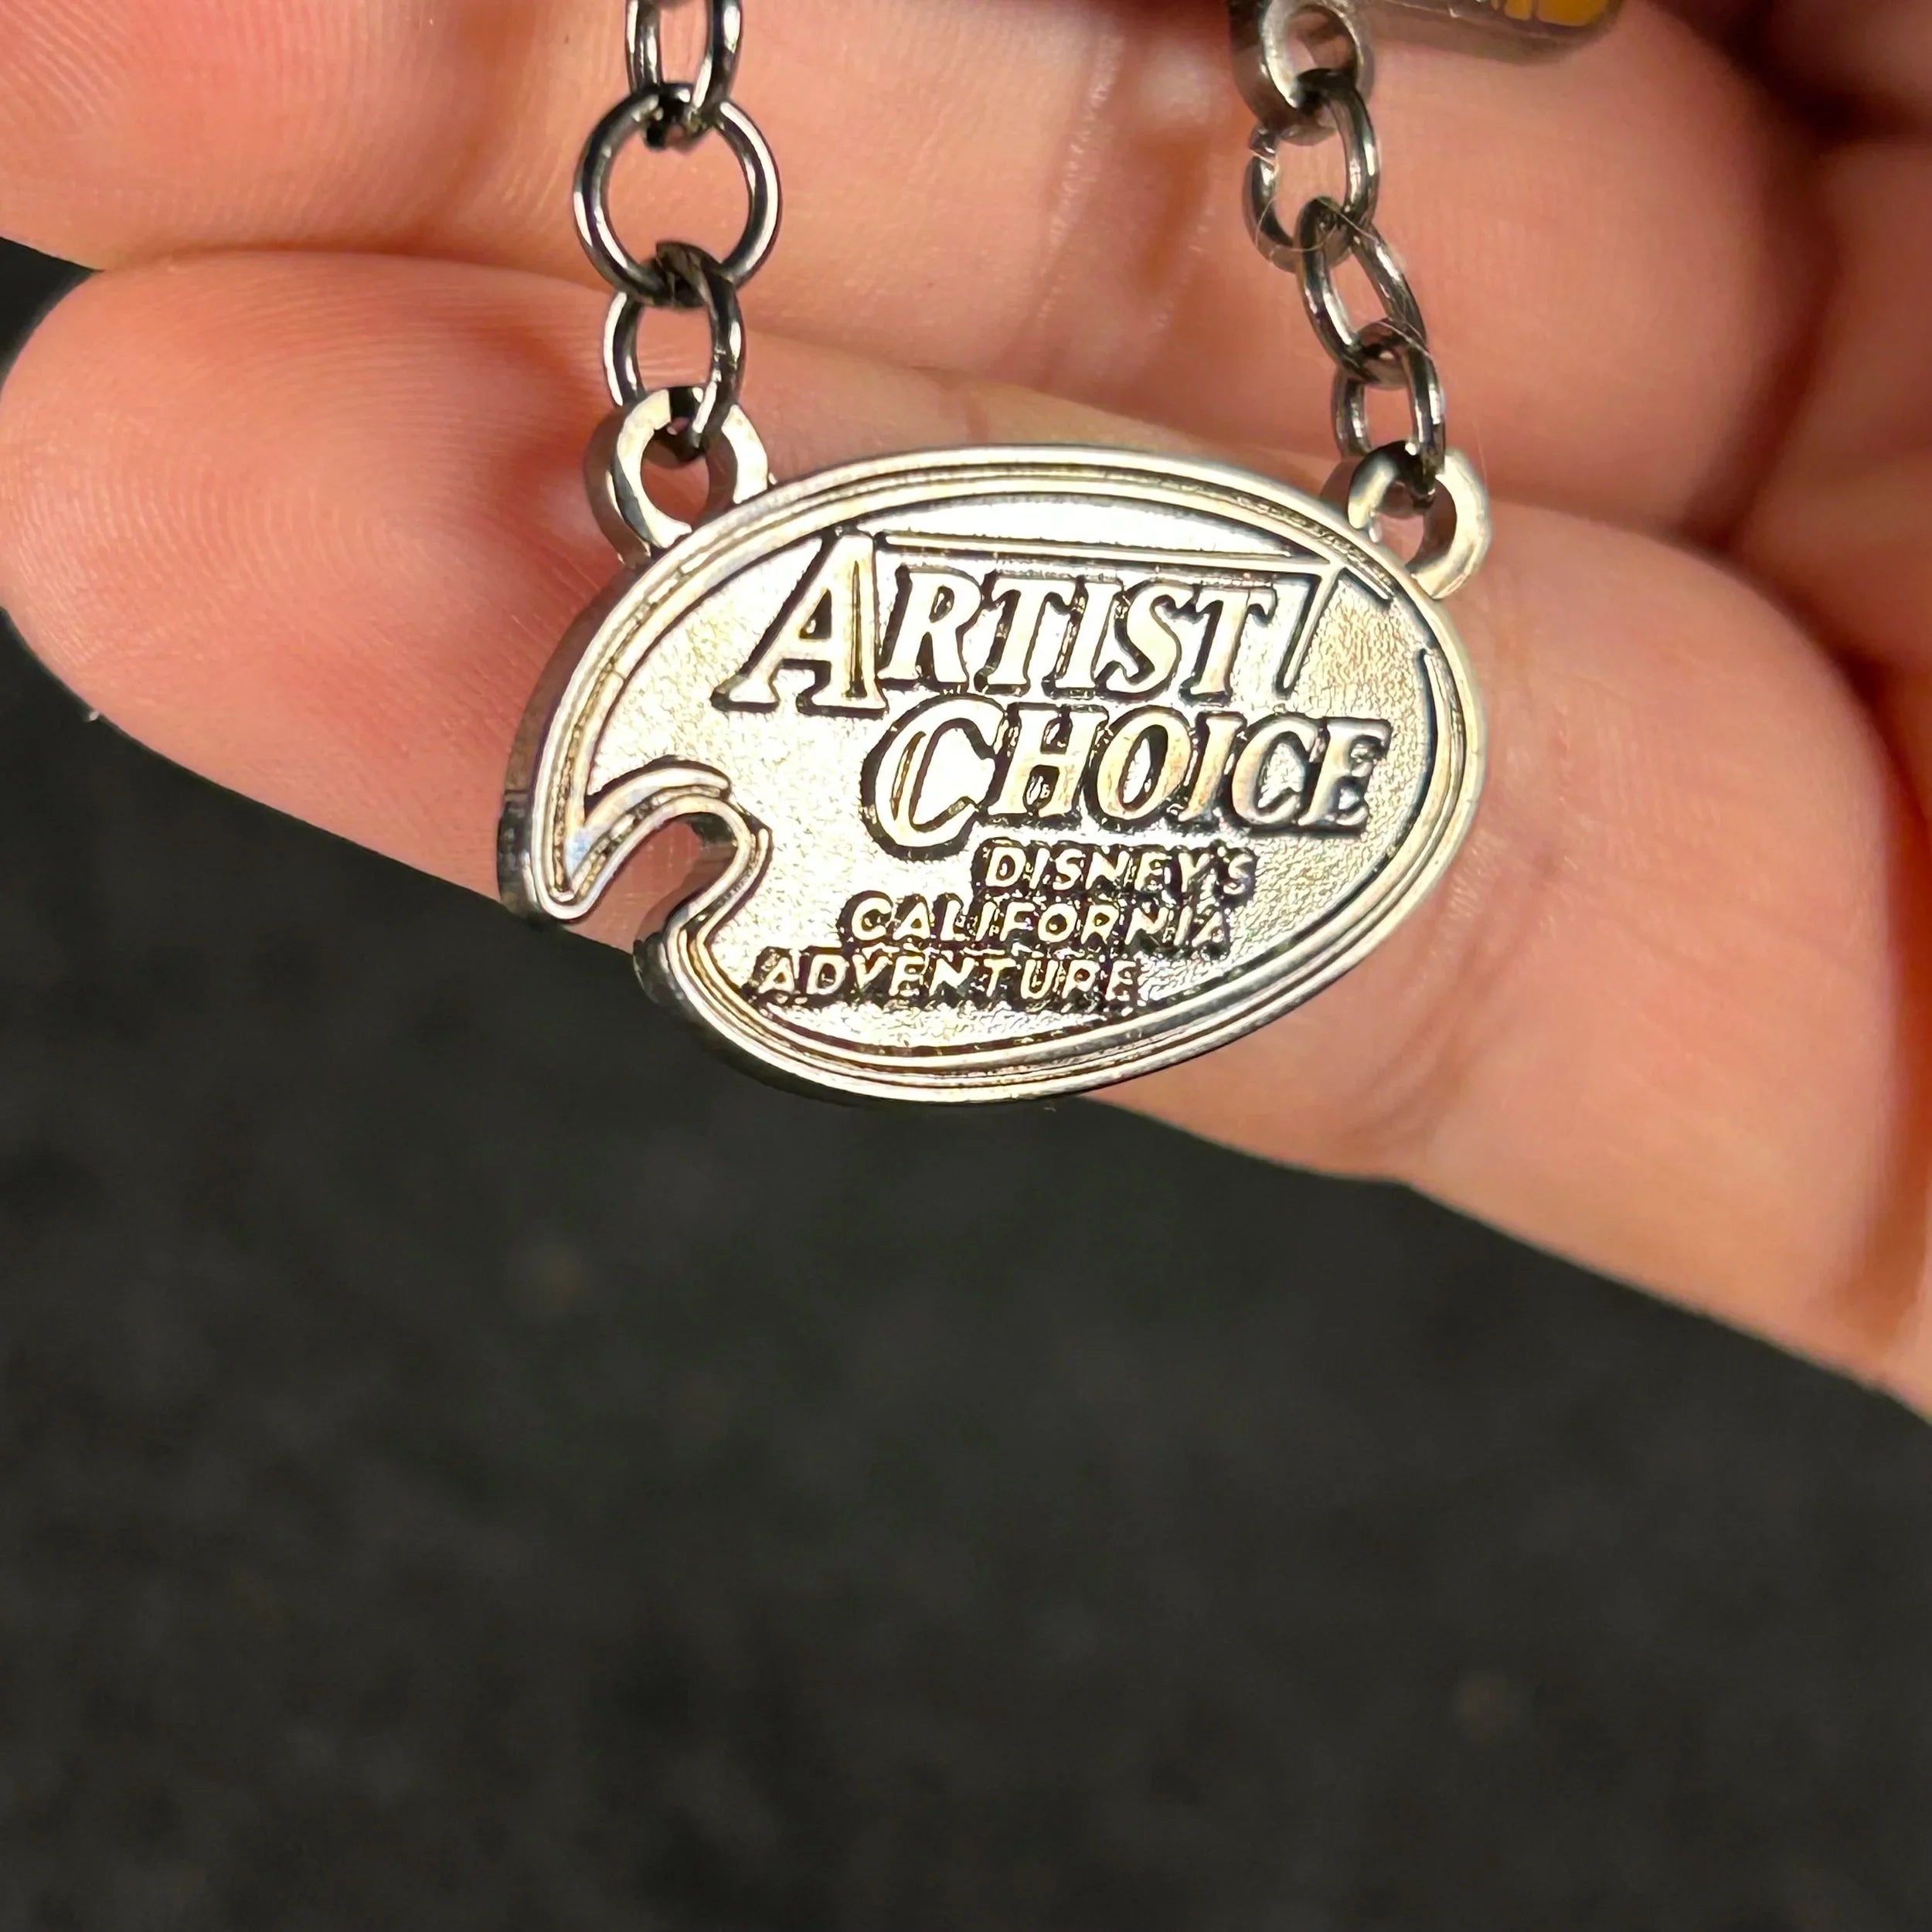 ARTIST
CHOICE
DISNEY'S
CALIFORNIA
ADVENTURE